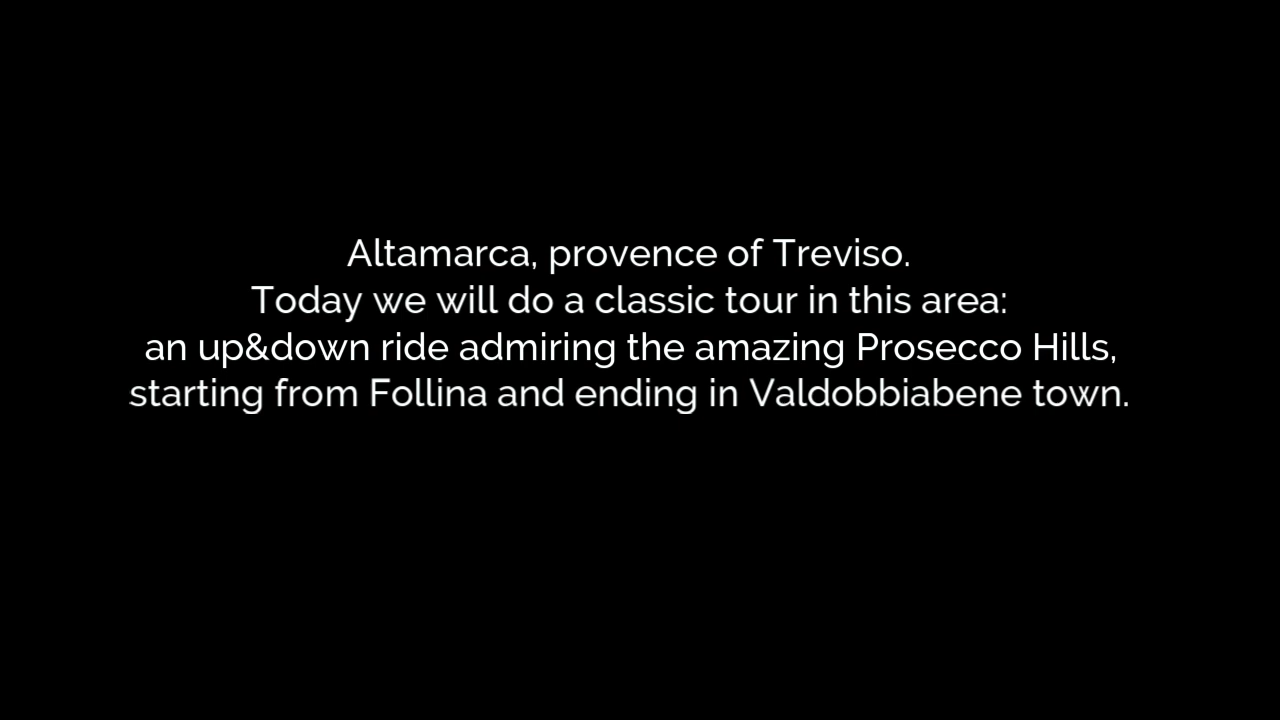 Altamarca, provence of Treviso.
Today we will do a classic tour in this area:
an up&down ride admiring the amazing Prosecco Hills,
starting from Follina and ending in Valdobbiabene town.